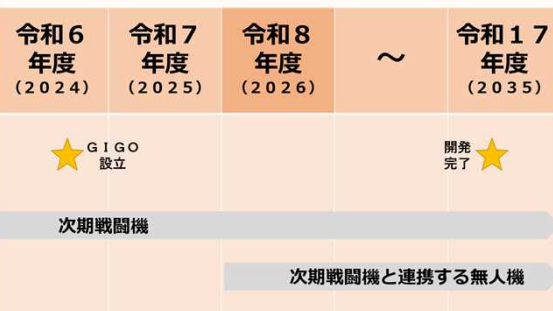 令和６
年度
（２０２４）
令和７
年度
（２０２５）
令和８
年度
（２０２６）
～
令和１７
年度
（２０３５）
ＧＩＧＯ
設立
開発
完了
次期戦闘機
次期戦闘機と連携する無人機